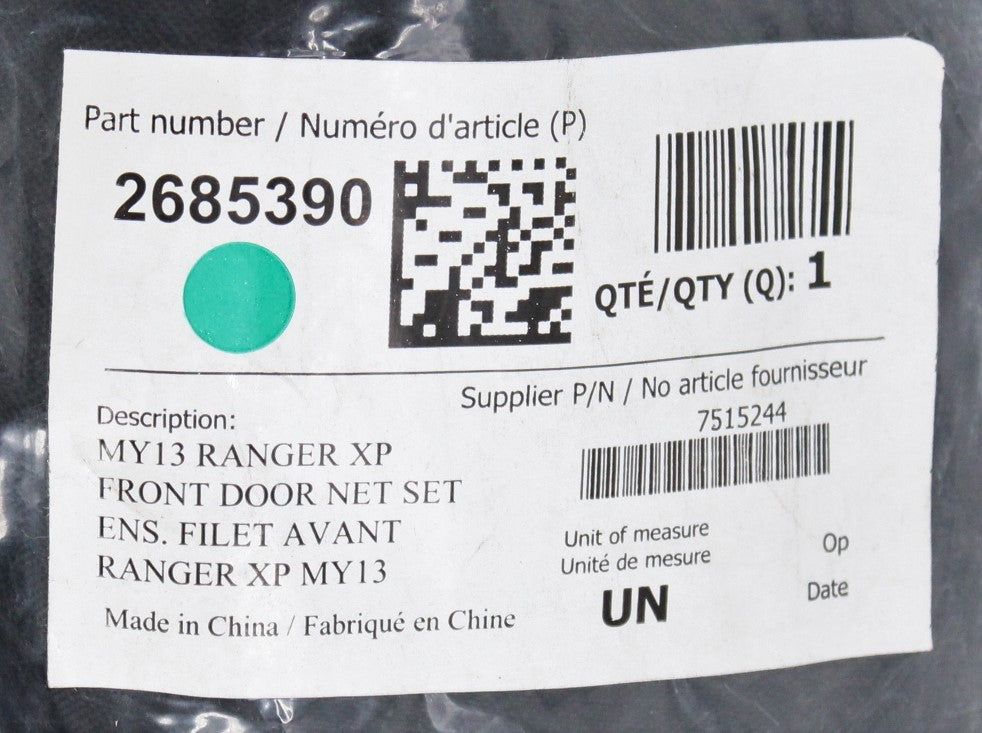 Part number / Numéro d'article (P)
2685390
QTÉ/QTY (Q): 1
Supplier P/N / No article fournisseur
7515244
Description:
MY13 RANGER XP
FRONT DOOR NET SET
ENS. FILET AVANT
RANGER XP MY13
Made in China / Fabriqué en Chine
Unit of measure
Unité de mesure
UN
Op
Date